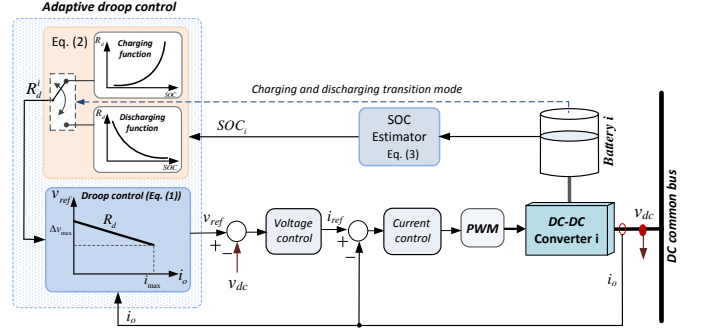 Adaptive droop control
Eq. (2)
R_d
Charging
function
SOC
R_d^i
R_d
Discharging
function
SOC
Charging and discharging transition mode
SOC_i
SOC
Estimator
Eq. (3)
Battery i
DC common bus
Droop control (Eq. (1))
v_ref
R_d
Δv_max
i_max
i_o
v_ref
+
−
v_dc
Voltage
control
i_ref
+
−
Current
control
PWM
DC-DC
Converter i
v_dc
i_o
i_o